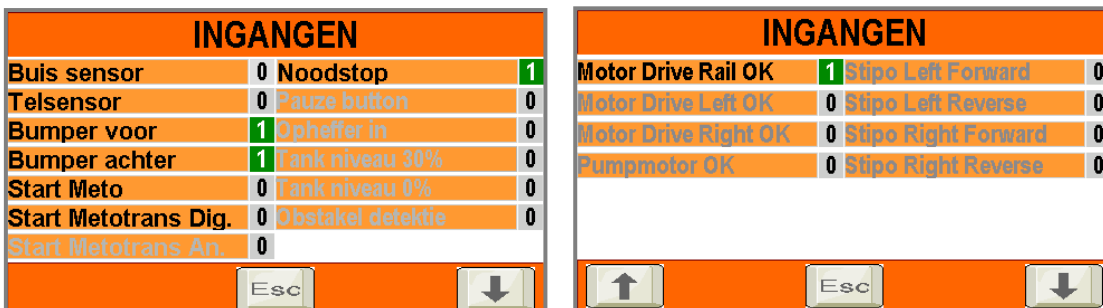 INGANGEN
Buis sensor 0 Noodstop 1
Telsensor 0 Pauze button 0
Bumper voor 1 Opheffer in 0
Bumper achter 1 Tank niveau 30% 0
Start Meto 0 Tank niveau 0% 0
Start Metotrans Dig. 0 Obstakel detektie 0
Start Metotrans An. 0
Esc
INGANGEN
Motor Drive Rail OK 1 Stipo Left Forward 0
Motor Drive Left OK 0 Stipo Left Reverse 0
Motor Drive Right OK 0 Stipo Right Forward 0
Pumpmotor OK 0 Stipo Right Reverse 0
Esc